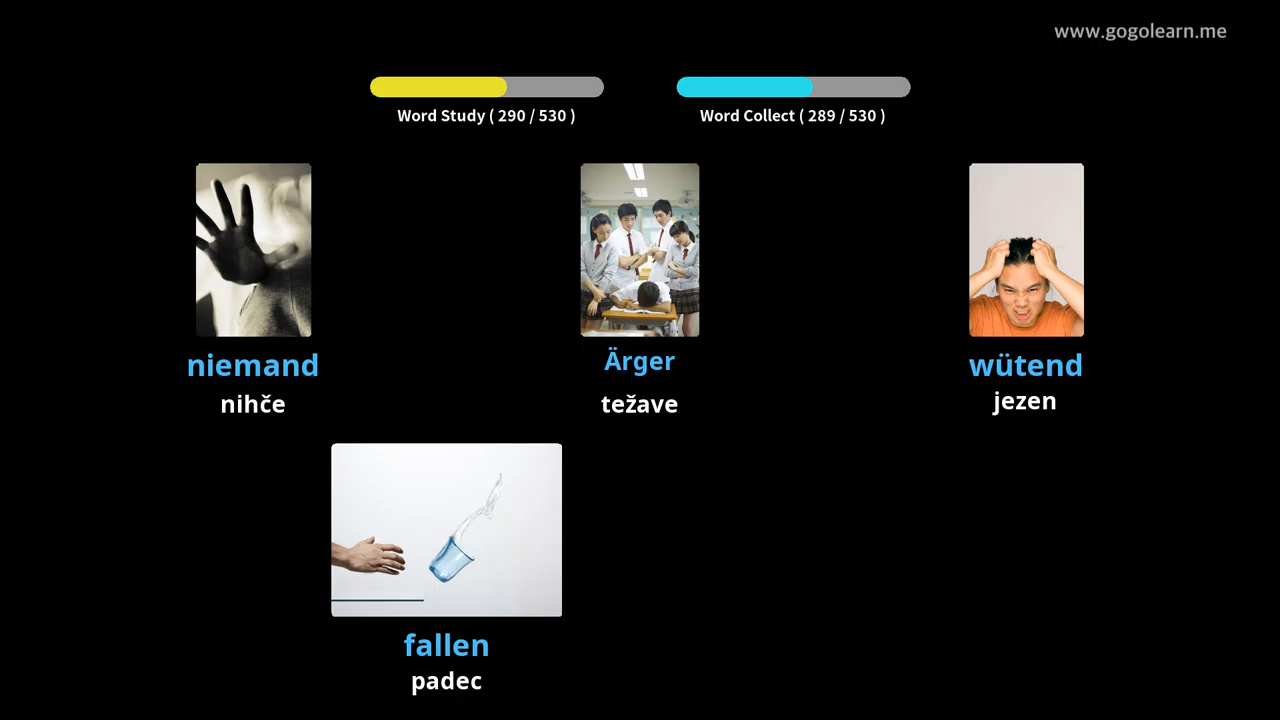 www.gogolearn.me
Word Study ( 290 / 530 )
Word Collect ( 289 / 530 )
niemand
nihče
Ärger
težave
wütend
jezen
fallen
padec